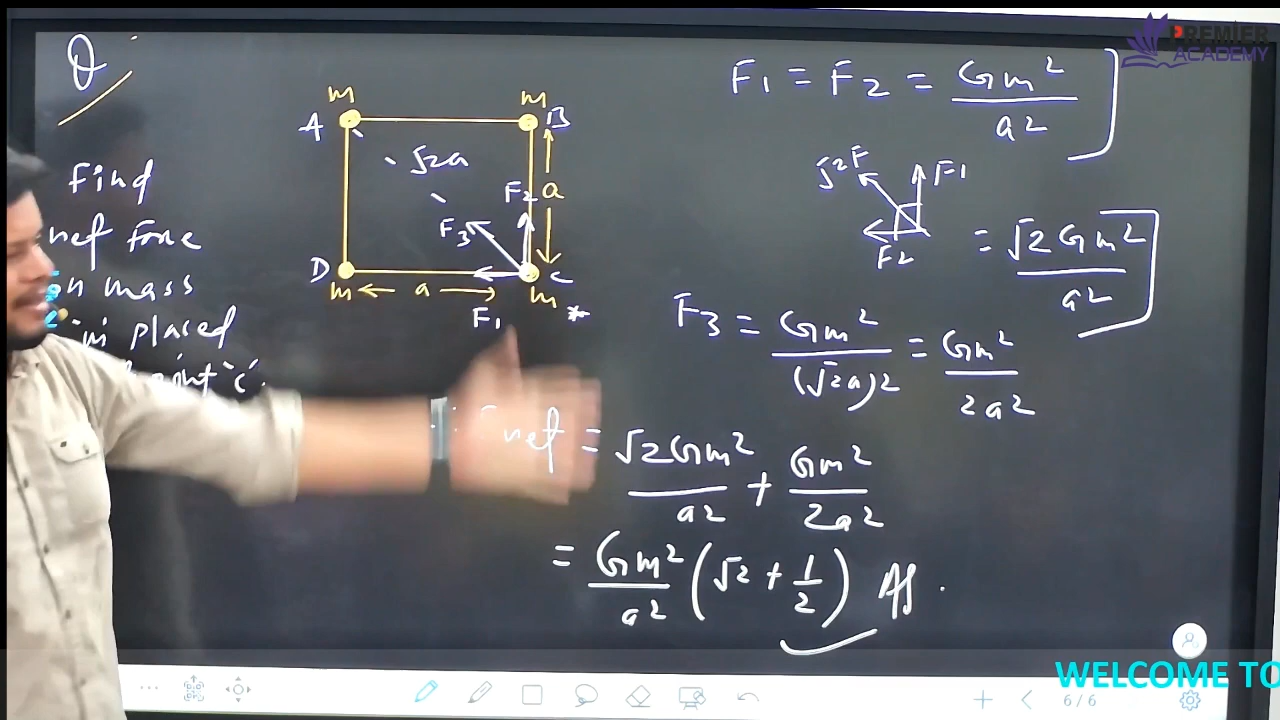 Q
Find
net Force
on mass
'm' placed
point 'c'.
m
m
A
B
√2a
F2
a
F3
D
C
m
a
m
*
F1
F1 = F2 = Gm²/a²
√2F
F1
F2
= √2Gm²/a²
F3 = Gm²/(√2a)² = Gm²/2a²
Fnet = √2Gm²/a² + Gm²/2a²
= Gm²/a² (√2 + 1/2)
PREMIER
ACADEMY
WELCOME TO
6/6